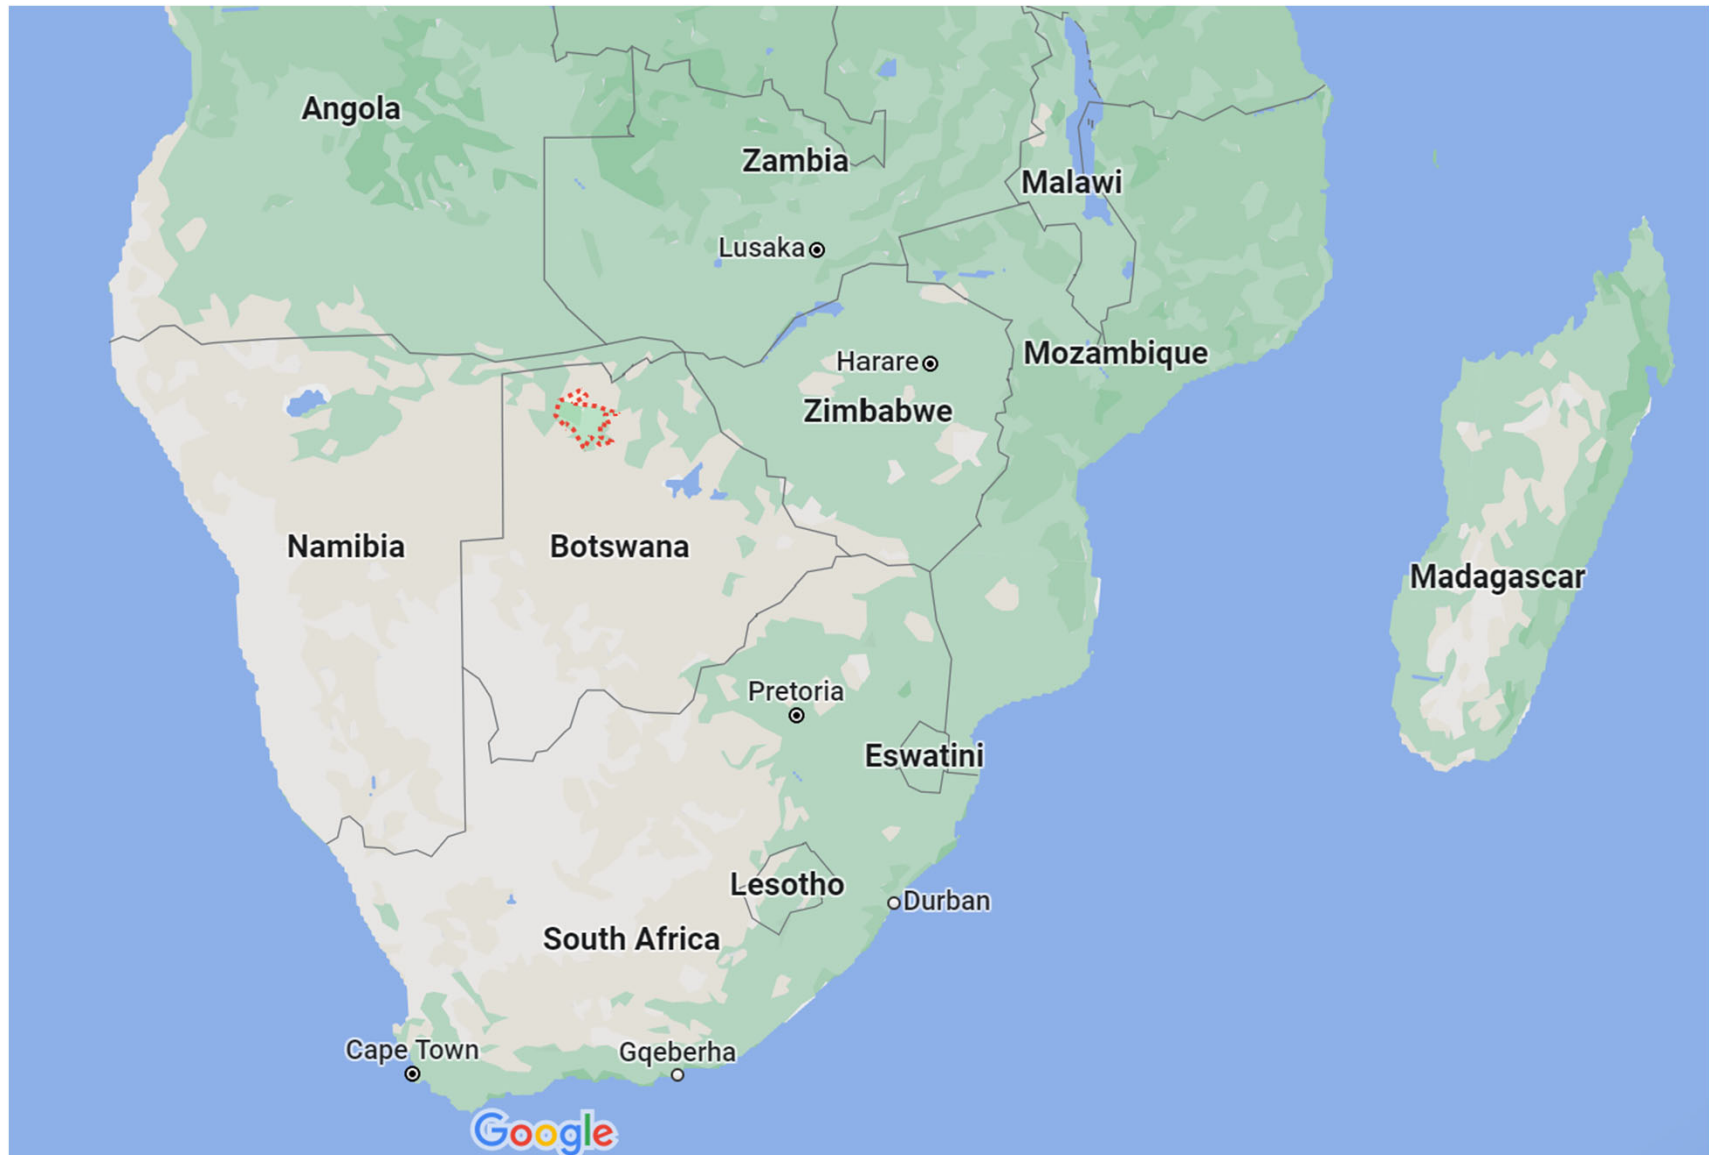 Angola
Zambia
Malawi
Lusaka
Mozambique
Harare
Zimbabwe
Namibia
Botswana
Madagascar
Pretoria
Eswatini
Lesotho
Durban
South Africa
Cape Town
Gqeberha
Google